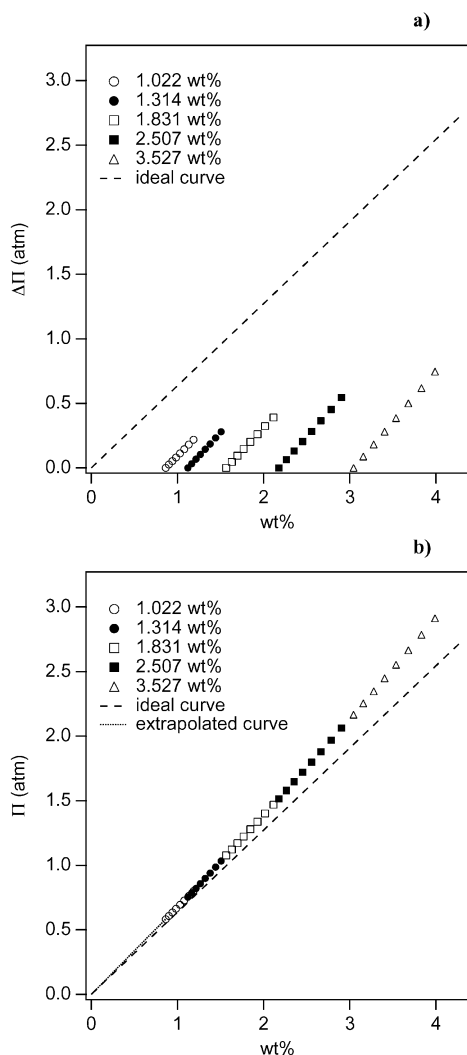 a)
3.0
2.5
2.0
1.5
1.0
0.5
0.0
ΔΠ (atm)
1.022 wt%
1.314 wt%
1.831 wt%
2.507 wt%
3.527 wt%
ideal curve
0 1 2 3 4
wt%
b)
3.0
2.5
2.0
1.5
1.0
0.5
0.0
Π (atm)
1.022 wt%
1.314 wt%
1.831 wt%
2.507 wt%
3.527 wt%
ideal curve
extrapolated curve
0 1 2 3 4
wt%